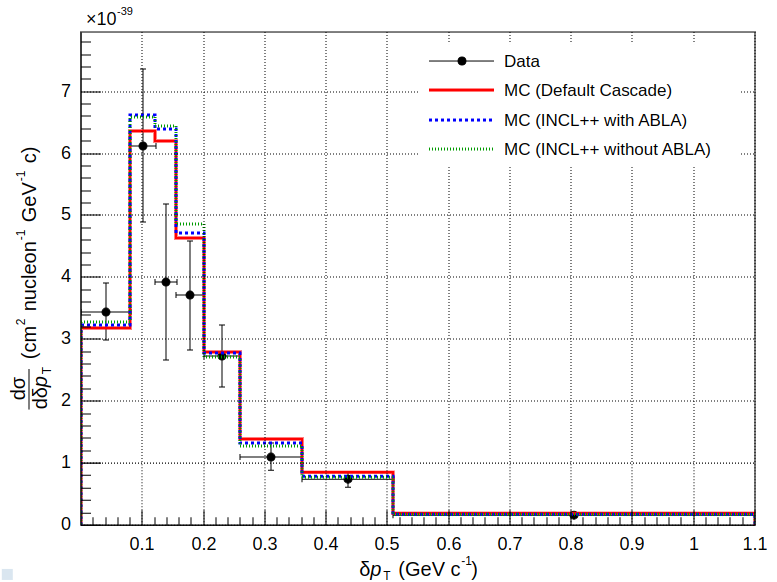 ×10⁻³⁹
Data
MC (Default Cascade)
MC (INCL++ with ABLA)
MC (INCL++ without ABLA)
7
6
5
4
3
2
1
0
dσ
dδp_T
(cm² nucleon⁻¹ GeV⁻¹ c)
0.1 0.2 0.3 0.4 0.5 0.6 0.7 0.8 0.9 1 1.1
δp_T (GeV c⁻¹)